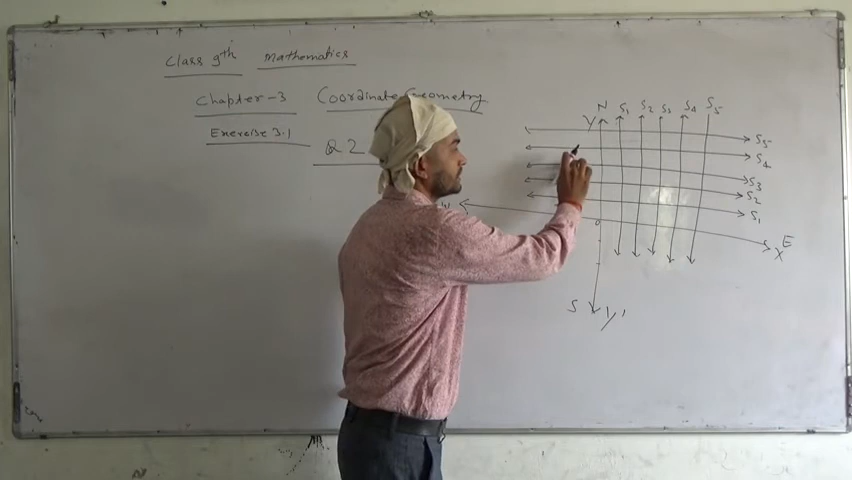 Class 9th Mathematics
Chapter-3 Coordinate Geometry
Exercise 3.1
Q 2
Y N S1 S2 S3 S4 S5
S5
S4
S3
S2
S1
W
0
E
X
S Y'